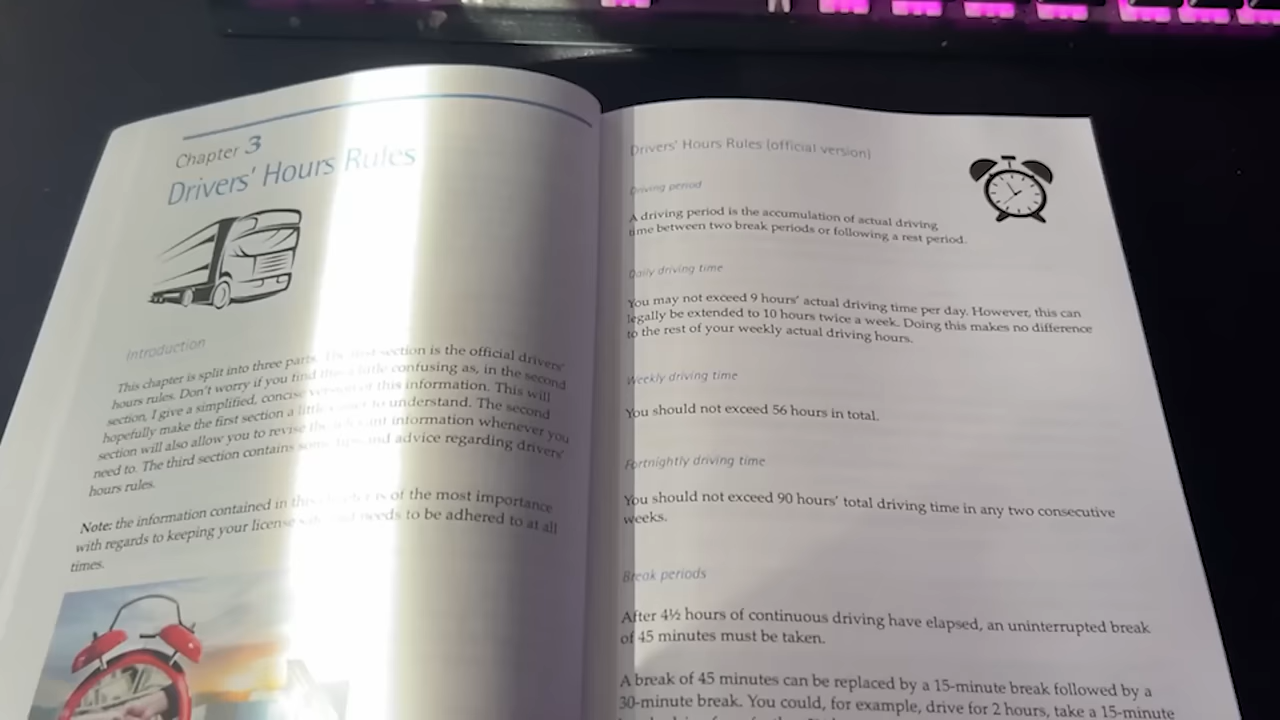 Chapter 3
Drivers' Hours Rules
Introduction
This chapter is split into three parts. The first section is the official drivers'
hours rules. Don't worry if you find this a little confusing as, in the second
section, I give a simplified, concise version of this information. This will
hopefully make the first section a little easier to understand. The second
section will also allow you to revise the relevant information whenever you
need to. The third section contains some tips and advice regarding drivers'
hours rules.
Note: the information contained in this chapter is of the most importance
with regards to keeping your license safe and needs to be adhered to at all
times.
Drivers' Hours Rules (official version)
Driving period
A driving period is the accumulation of actual driving
time between two break periods or following a rest period.
Daily driving time
You may not exceed 9 hours' actual driving time per day. However, this can
legally be extended to 10 hours twice a week. Doing this makes no difference
to the rest of your weekly actual driving hours.
Weekly driving time
You should not exceed 56 hours in total.
Fortnightly driving time
You should not exceed 90 hours' total driving time in any two consecutive
weeks.
Break periods
After 4½ hours of continuous driving have elapsed, an uninterrupted break
of 45 minutes must be taken.
A break of 45 minutes can be replaced by a 15-minute break followed by a
30-minute break. You could, for example, drive for 2 hours, take a 15-minute